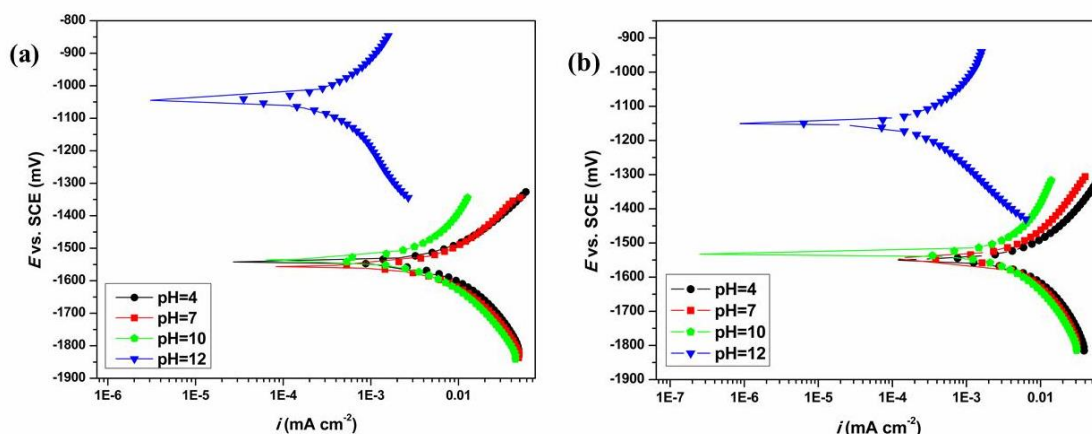 (a)
E vs. SCE (mV)
-800
-900
-1000
-1100
-1200
-1300
-1400
-1500
-1600
-1700
-1800
-1900
pH=4
pH=7
pH=10
pH=12
1E-6 1E-5 1E-4 1E-3 0.01
i (mA cm-2)
(b)
E vs. SCE (mV)
-900
-1000
-1100
-1200
-1300
-1400
-1500
-1600
-1700
-1800
-1900
pH=4
pH=7
pH=10
pH=12
1E-7 1E-6 1E-5 1E-4 1E-3 0.01
i (mA cm-2)